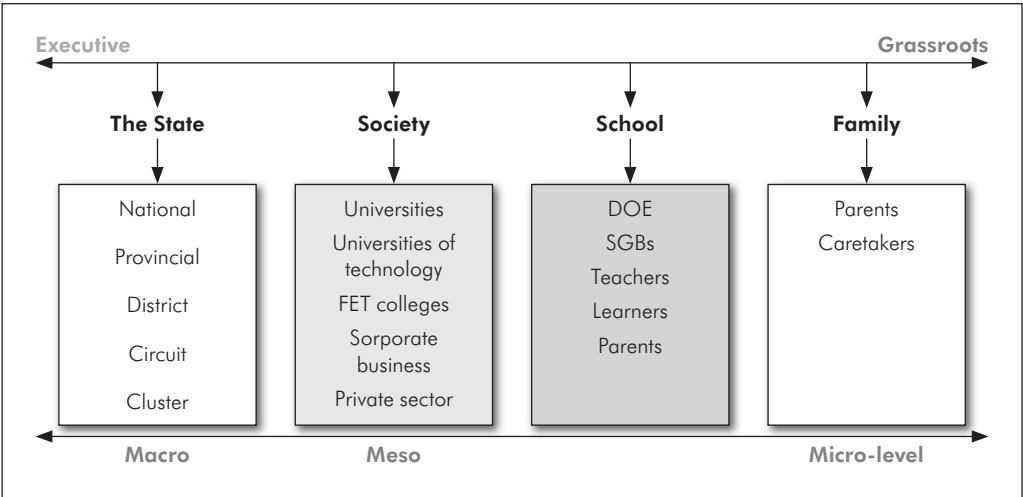 Executive Grassroots
The State Society School Family
National
Provincial
District
Circuit
Cluster
Universities
Universities of
technology
FET colleges
Sorporate
business
Private sector
DOE
SGBs
Teachers
Learners
Parents
Parents
Caretakers
Macro Meso Micro-level